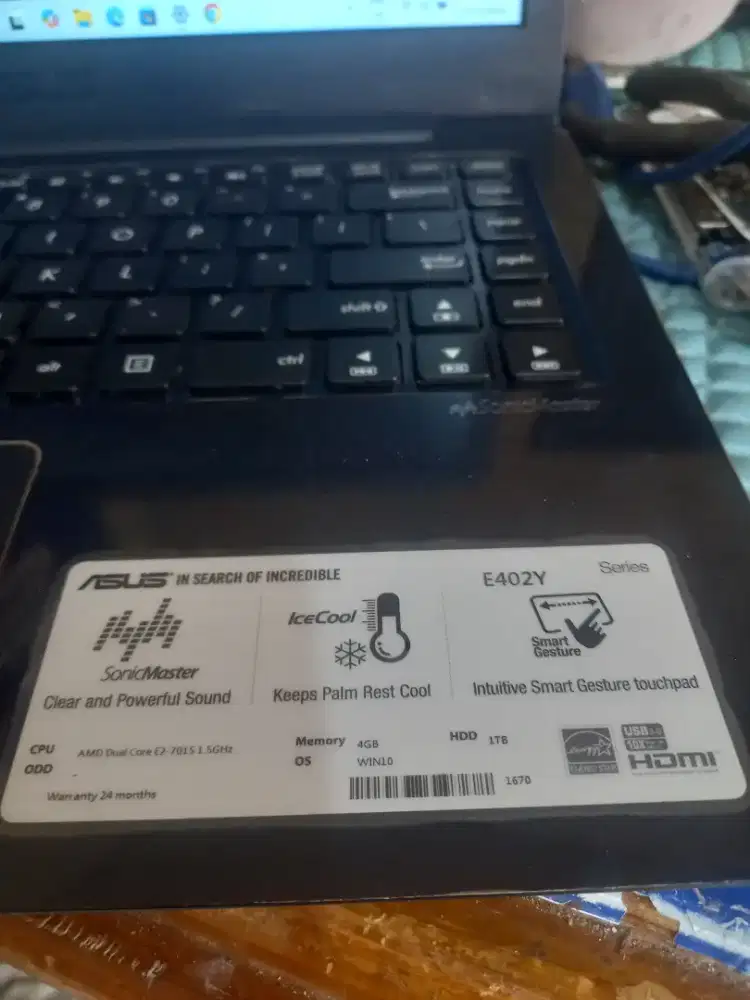 alt
ctrl
shift
end
ASUS IN SEARCH OF INCREDIBLE
E402Y Series
IceCool
Smart
Gesture
SonicMaster
Clear and Powerful Sound
Keeps Palm Rest Cool
Intuitive Smart Gesture touchpad
CPU AMD Dual Core E2-7015 1.5GHz
ODD -
Memory 4GB
HDD 1TB
OS WIN10
HDMI
Warranty 24 months
1670